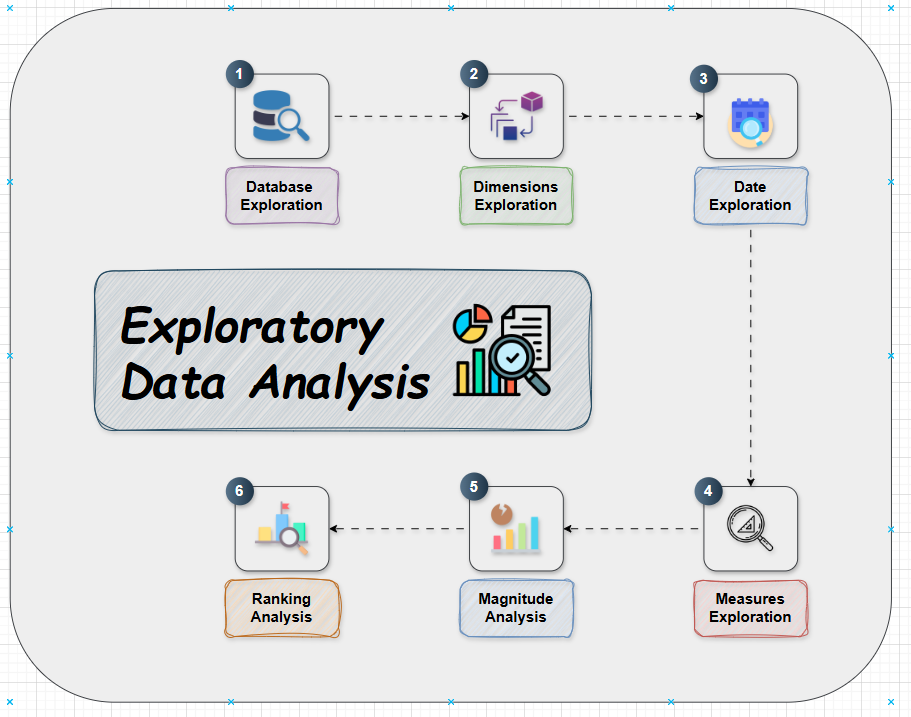 1
2
3
Database
Exploration
Dimensions
Exploration
Date
Exploration
Exploratory
Data Analysis
6
5
4
Ranking
Analysis
Magnitude
Analysis
Measures
Exploration